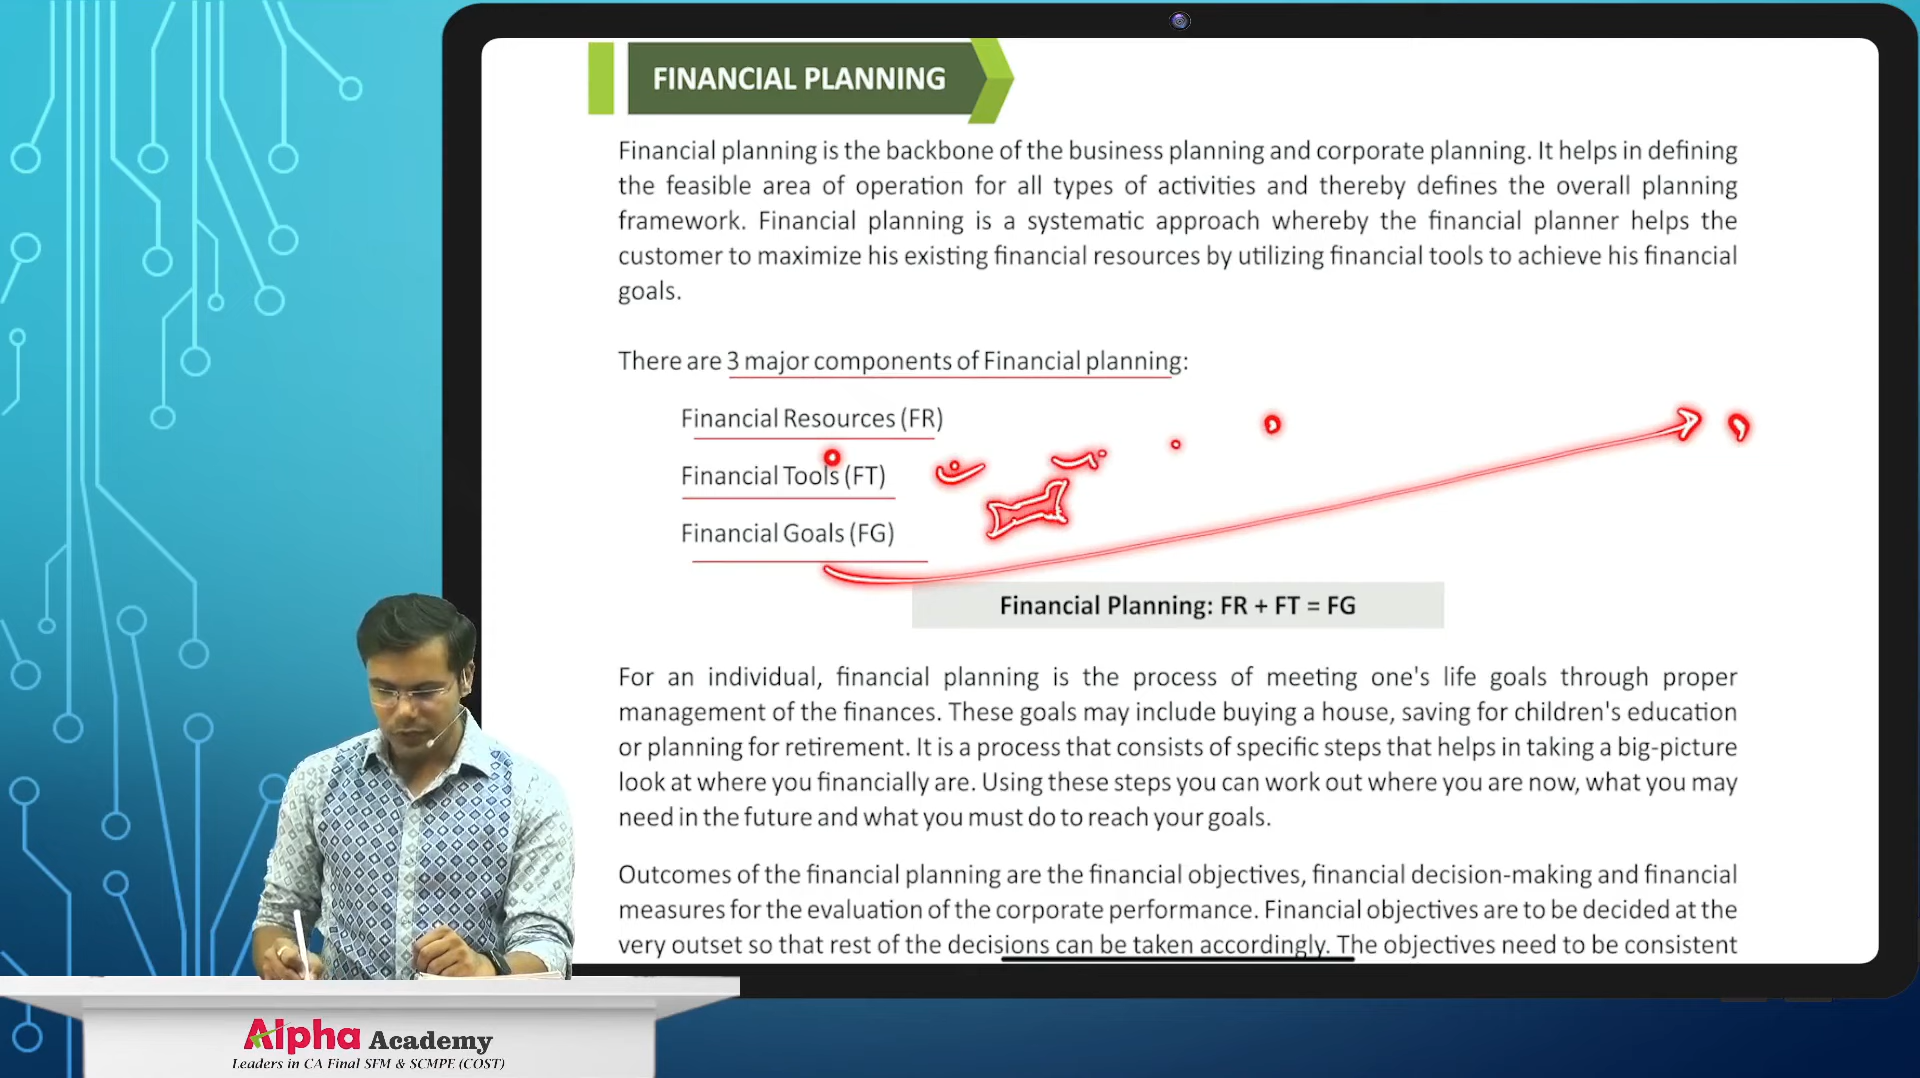 FINANCIAL PLANNING
Financial planning is the backbone of the business planning and corporate planning. It helps in defining
the feasible area of operation for all types of activities and thereby defines the overall planning
framework. Financial planning is a systematic approach whereby the financial planner helps the
customer to maximize his existing financial resources by utilizing financial tools to achieve his financial
goals.
There are 3 major components of Financial planning:
Financial Resources (FR)
Financial Tools (FT)
Financial Goals (FG)
Financial Planning: FR + FT = FG
For an individual, financial planning is the process of meeting one's life goals through proper
management of the finances. These goals may include buying a house, saving for children's education
or planning for retirement. It is a process that consists of specific steps that helps in taking a big-picture
look at where you financially are. Using these steps you can work out where you are now, what you may
need in the future and what you must do to reach your goals.
Outcomes of the financial planning are the financial objectives, financial decision-making and financial
measures for the evaluation of the corporate performance. Financial objectives are to be decided at the
very outset so that rest of the decisions can be taken accordingly. The objectives need to be consistent
Alpha Academy
Leaders in CA Final SFM & SCMPE (COST)